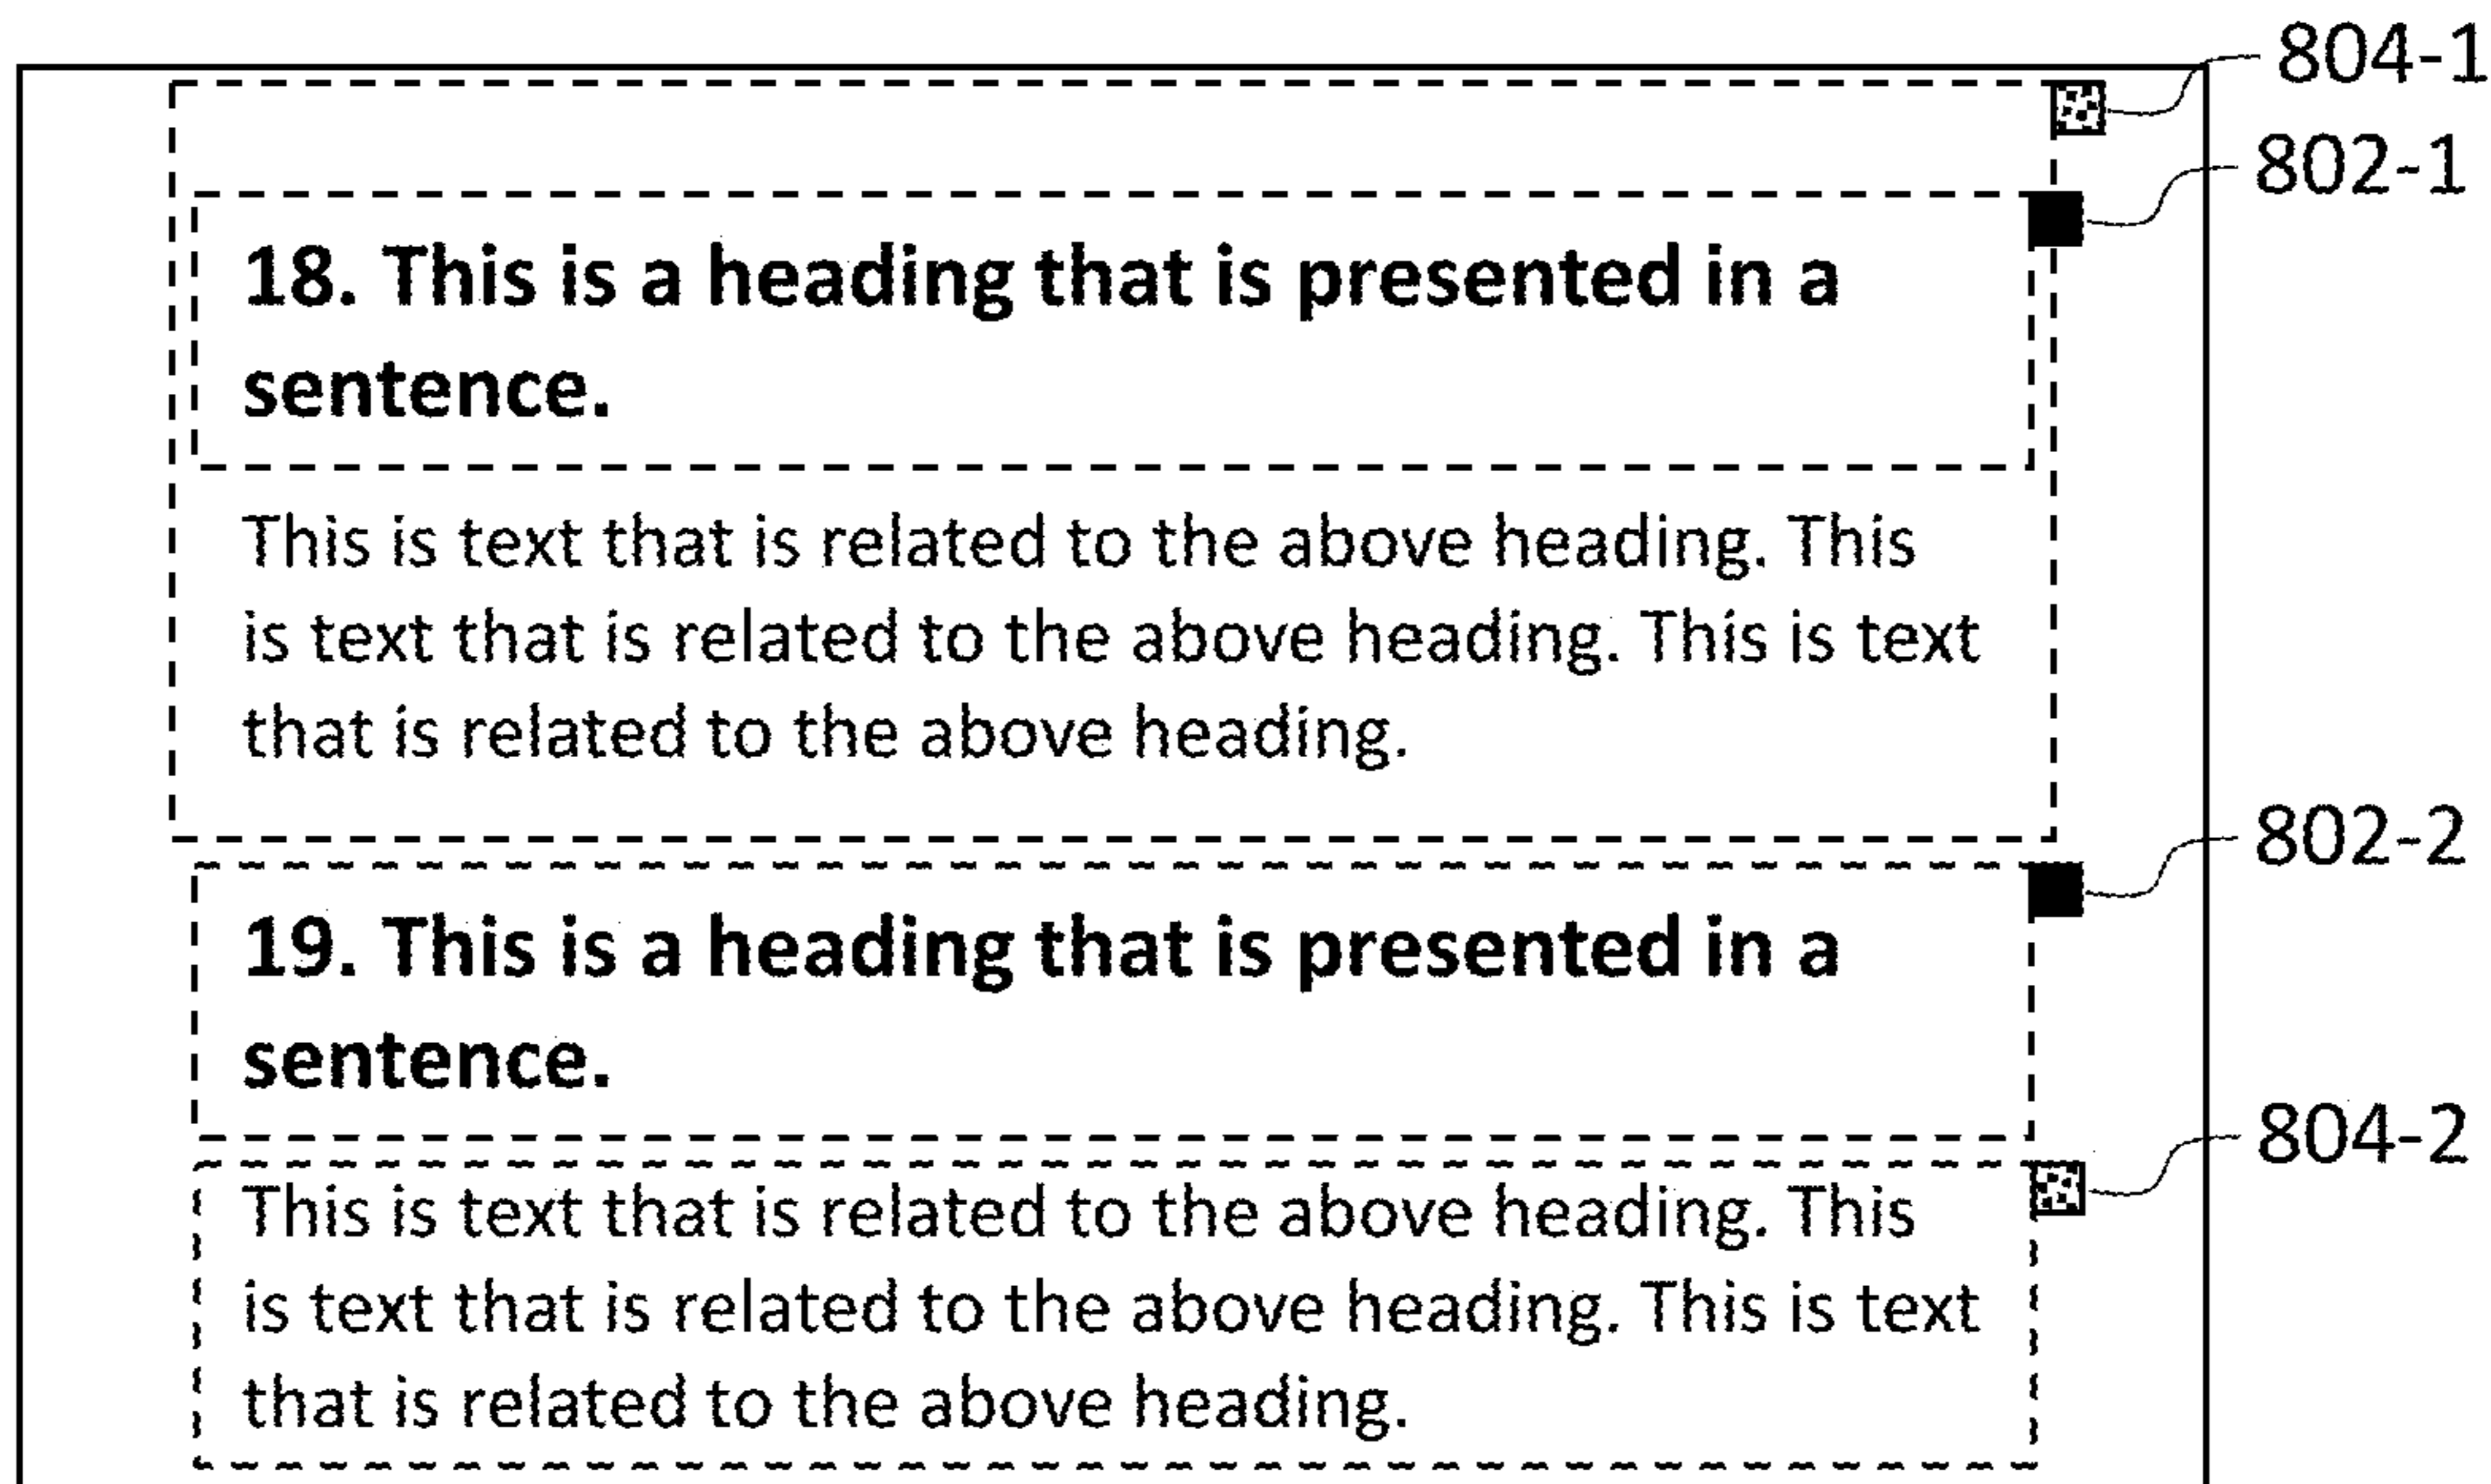 804-1
802-1
18. This is a heading that is presented in a
sentence.
This is text that is related to the above heading. This
is text that is related to the above heading. This is text
that is related to the above heading.
802-2
19. This is a heading that is presented in a
sentence.
804-2
This is text that is related to the above heading. This
is text that is related to the above heading. This is text
that is related to the above heading.